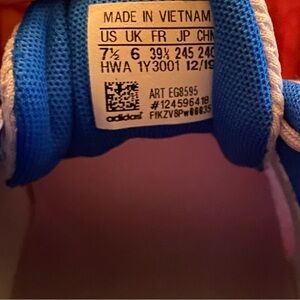 MADE IN VIETNAM
US UK FR JP CHN
7½ 6 39⅓ 245 240
HWA 1Y3001 12/19
ART EG8595
#124596418
adidas